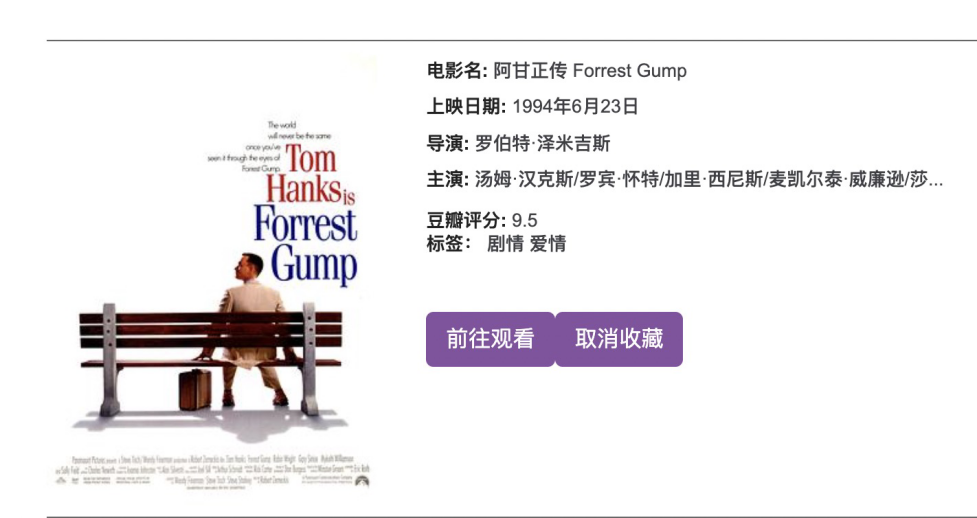 电影名: 阿甘正传 Forrest Gump
上映日期: 1994年6月23日
导演: 罗伯特·泽米吉斯
主演: 汤姆·汉克斯/罗宾·怀特/加里·西尼斯/麦凯尔泰·威廉逊/莎...
豆瓣评分: 9.5
标签： 剧情 爱情
前往观看 取消收藏
The world
will never be the same
once you've
seen it through the eyes of
Forrest Gump.
Tom
Hanks is
Forrest
Gump